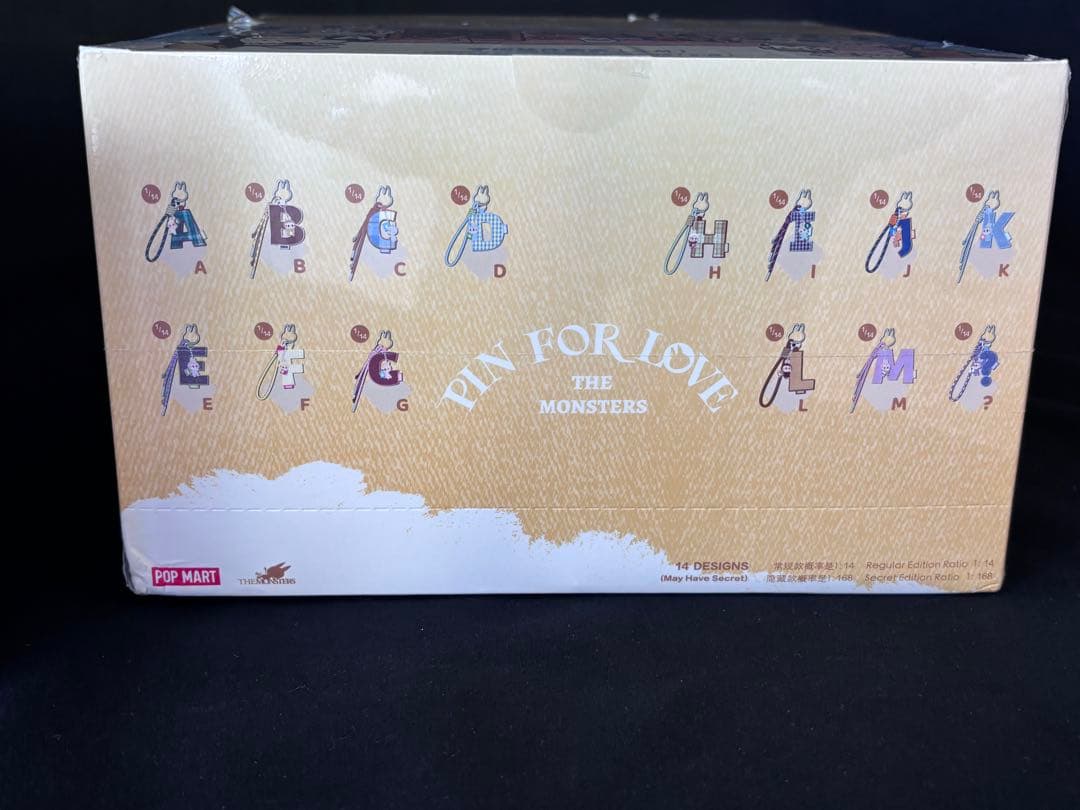 1/14 1/14 1/14 1/14 1/14 1/14 1/14 1/14
A B C D H I J K
1/14 1/14 1/14 1/14 1/14 1/14
E F G L M ?
PIN FOR LOVE
THE
MONSTERS
POP MART
THE MONSTERS
14 DESIGNS
(May Have Secret)
常规款概率是1:14 Regular Edition Ratio 1:14
隐藏款概率是1:168 Secret Edition Ratio 1:168